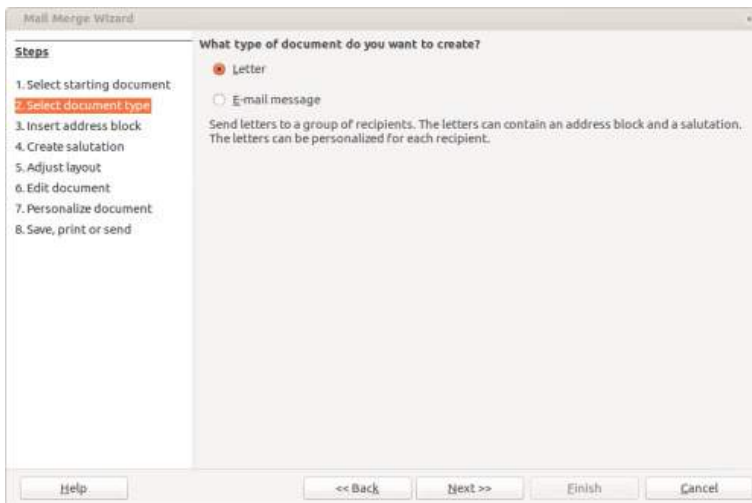 Mail Merge Wizard
Steps
1. Select starting document
2. Select document type
3. Insert address block
4. Create salutation
5. Adjust layout
6. Edit document
7. Personalize document
8. Save, print or send
What type of document do you want to create?
Letter
E-mail message
Send letters to a group of recipients. The letters can contain an address block and a salutation.
The letters can be personalized for each recipient.
Help
<< Back
Next >>
Finish
Cancel